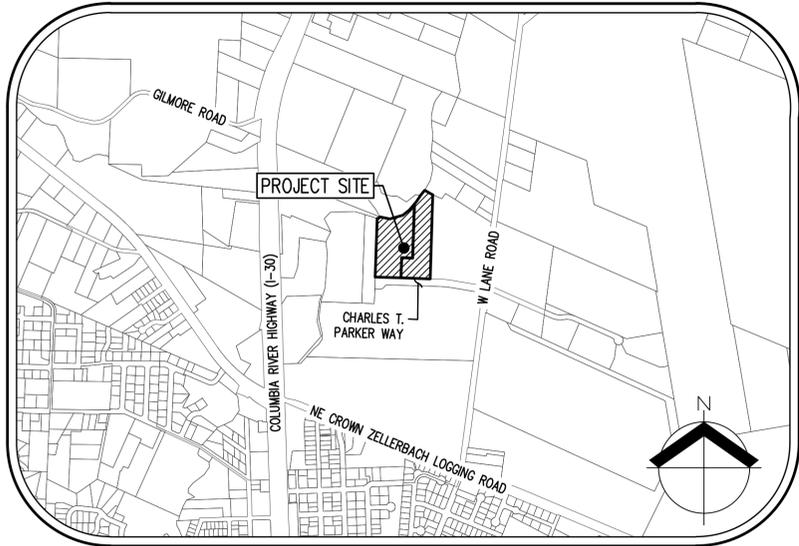 GILMORE ROAD
PROJECT SITE
W LANE ROAD
COLUMBIA RIVER HIGHWAY (I-30)
CHARLES T.
PARKER WAY
NE CROWN ZELLERBACH LOGGING ROAD
N